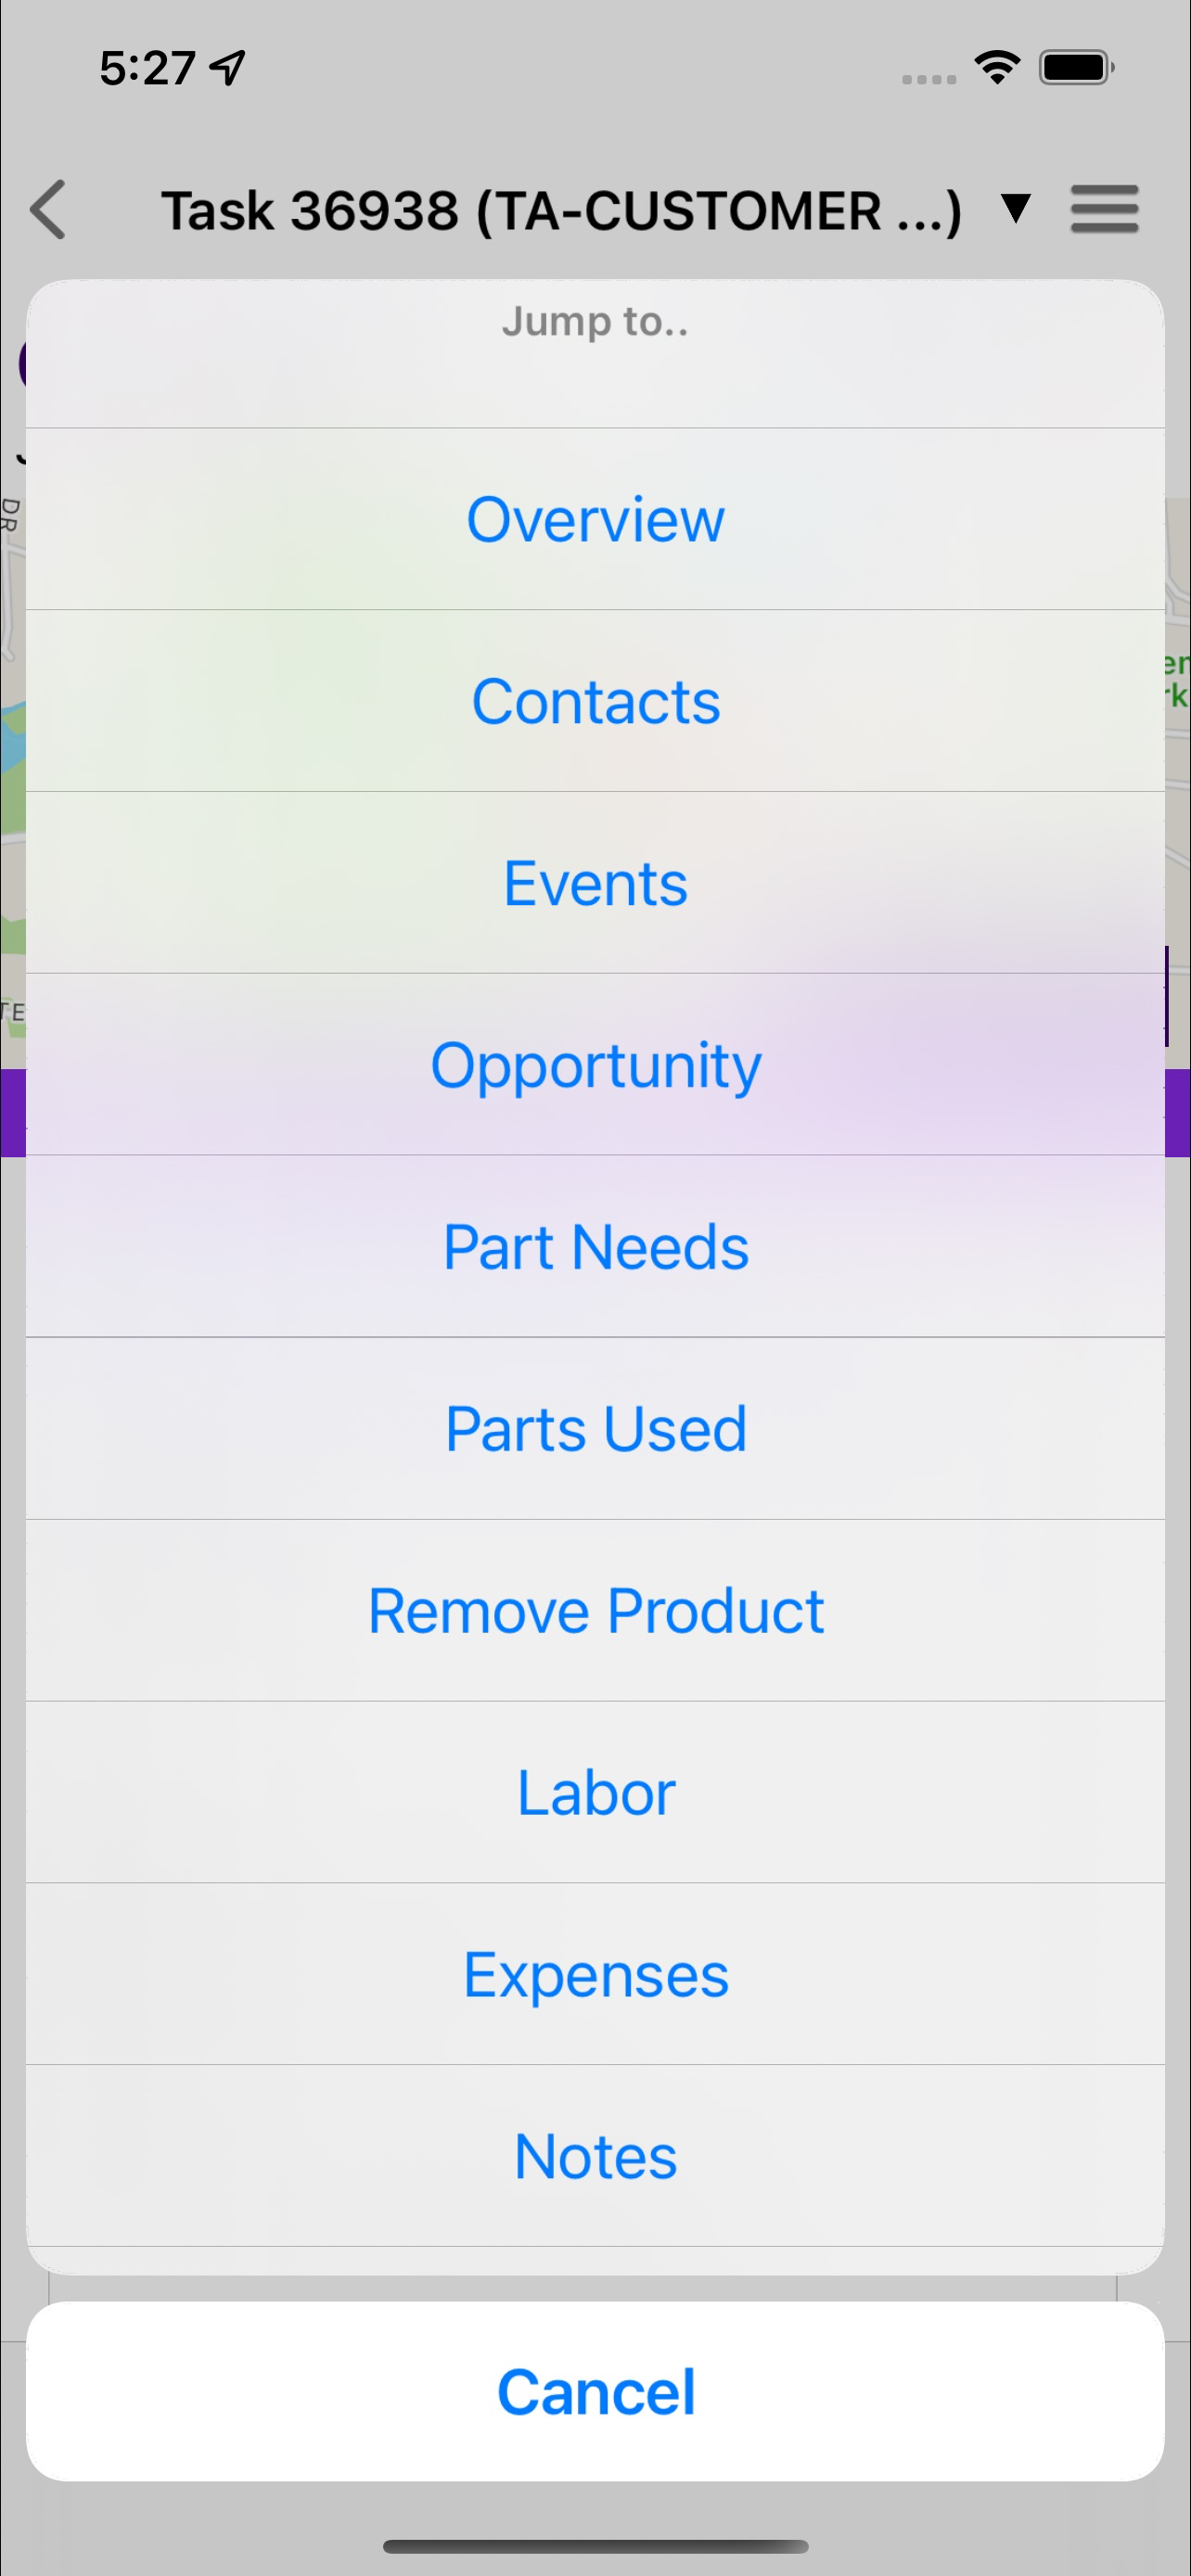 5:27
Task 36938 (TA-CUSTOMER ...) ▼
Jump to..
DR
Overview
Contacts
Events
Opportunity
Part Needs
Parts Used
Remove Product
Labor
Expenses
Notes
Cancel